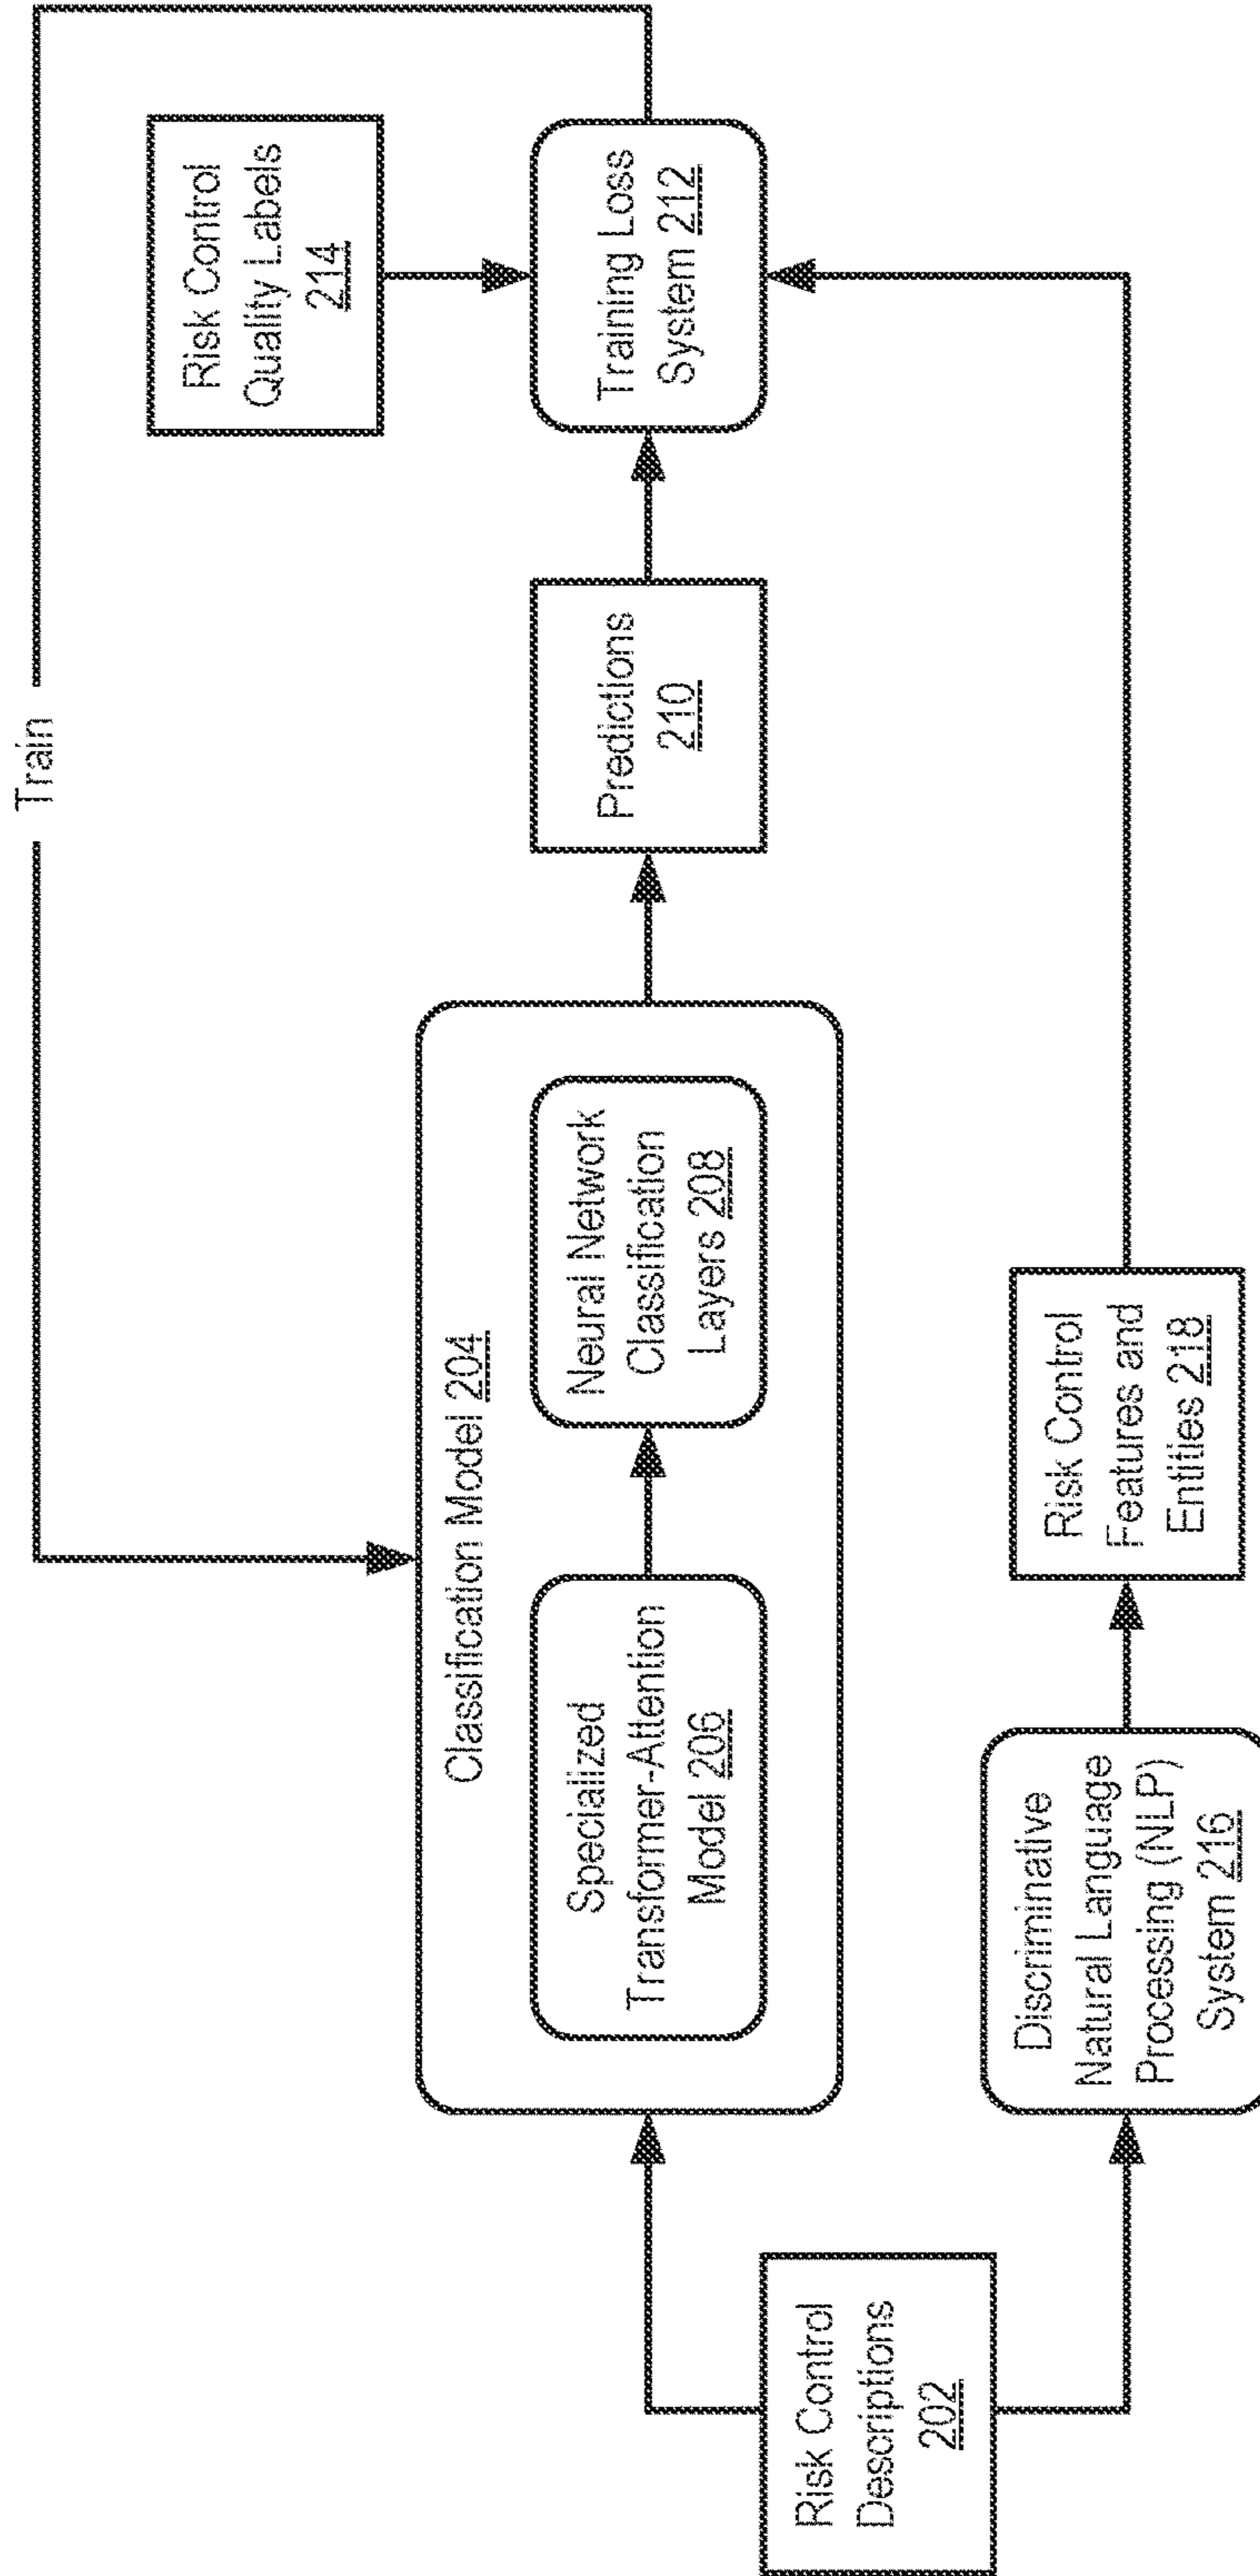 Train
Risk Control
Descriptions
202
Classification Model 204
Specialized
Transformer-Attention
Model 206
Neural Network
Classification
Layers 208
Predictions
210
Risk Control
Quality Labels
214
Training Loss
System 212
Discriminative
Natural Language
Processing (NLP)
System 216
Risk Control
Features and
Entities 218